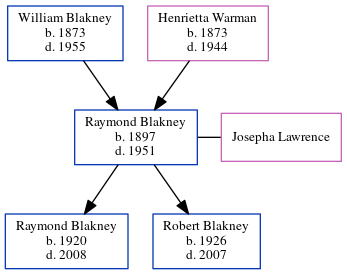 William Blakney
b. 1873
d. 1955
Henrietta Warman
b. 1873
d. 1944
Raymond Blakney
b. 1897
d. 1951
Josepha Lawrence
Raymond Blakney
b. 1920
d. 2008
Robert Blakney
b. 1926
d. 2007